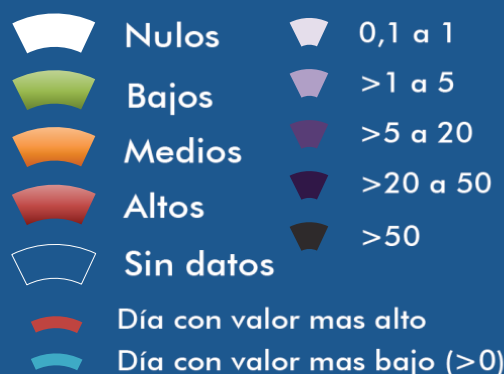 Nulos
Bajos
Medios
Altos
Sin datos
0,1 a 1
>1 a 5
>5 a 20
>20 a 50
>50
Día con valor mas alto
Día con valor mas bajo (>0)